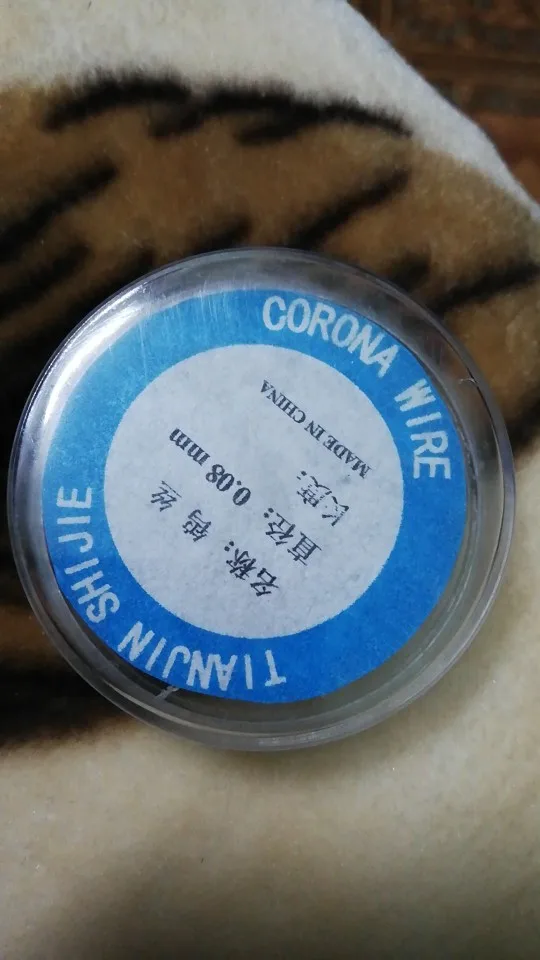 CORONA WIRE
名称: 钨 丝
直径: 0.08 mm
长度:
MADE IN CHINA
TIANJIN SHIJIE